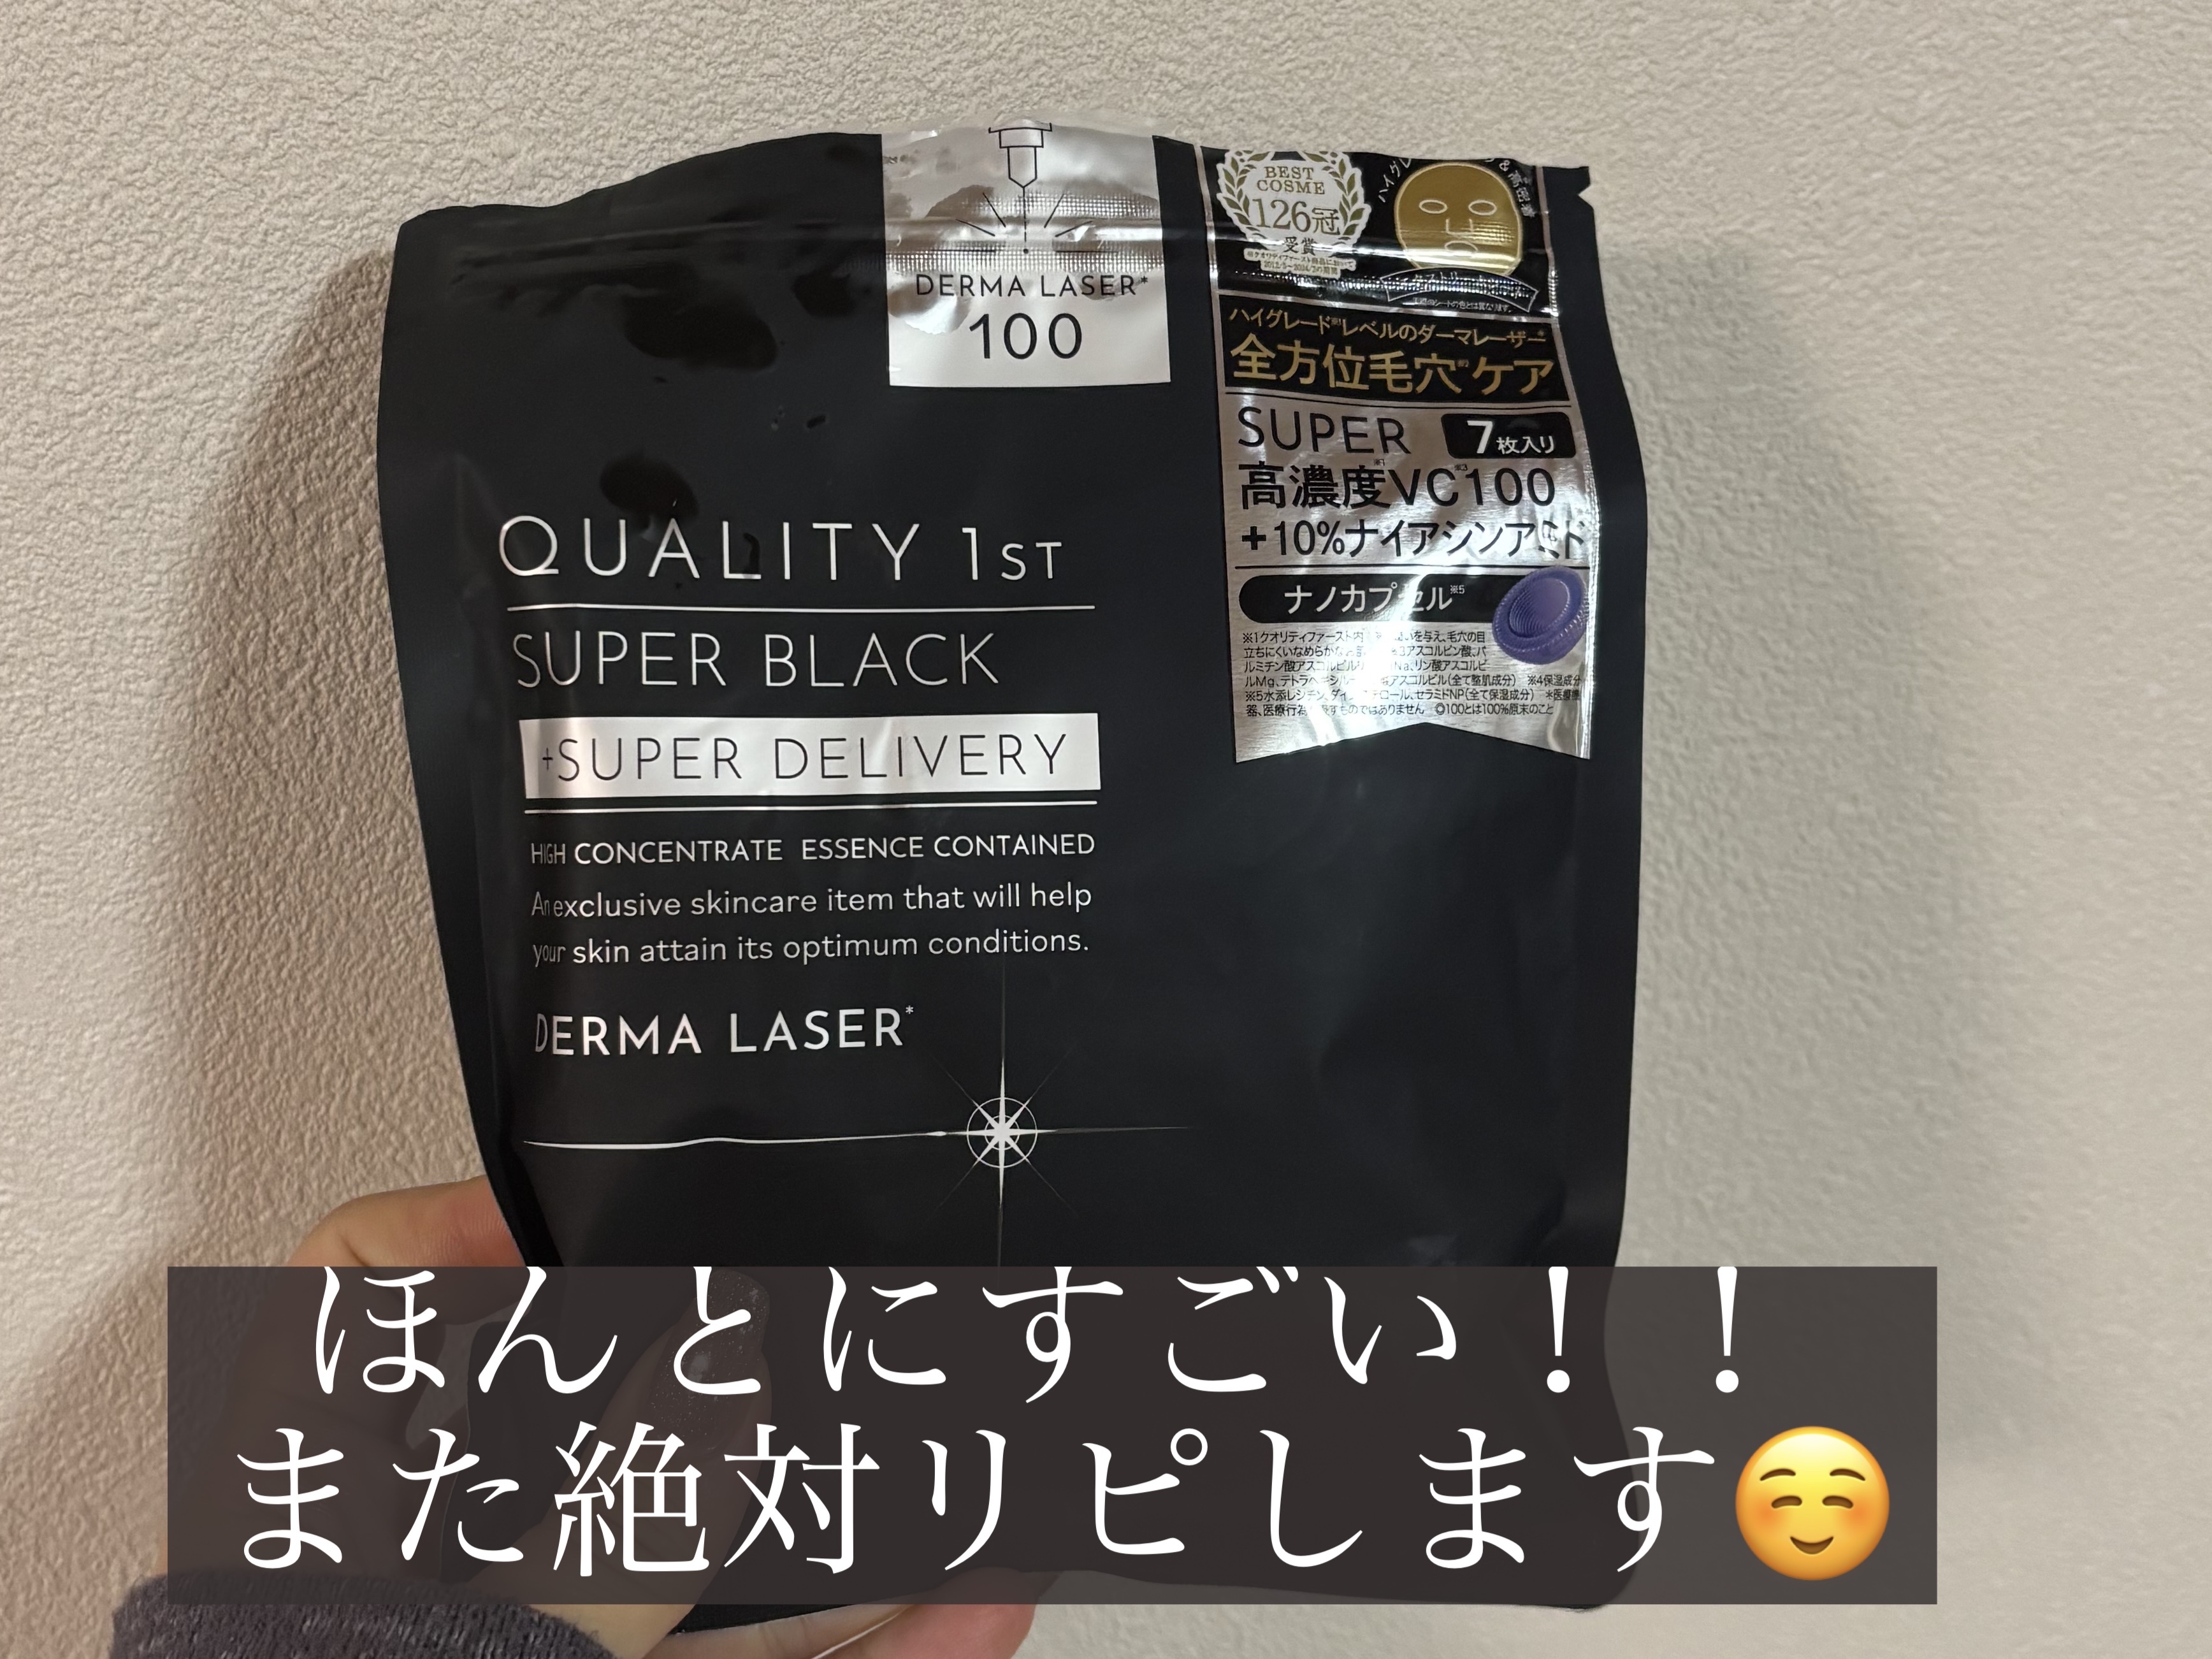 DERMA LASER*
100
BEST
COSME
126冠
受賞
ハイグレード※1レベルのダーマレーザー*
全方位毛穴※2ケア
SUPER 7枚入り
高濃度※1VC※3100
+10%ナイアシンアミド
ナノカプセル※5
QUALITY 1ST
SUPER BLACK
+SUPER DELIVERY
HIGH CONCENTRATE ESSENCE CONTAINED
An exclusive skincare item that will help
your skin attain its optimum conditions.
DERMA LASER*
ほんとにすごい！！
また絶対リピします☺️